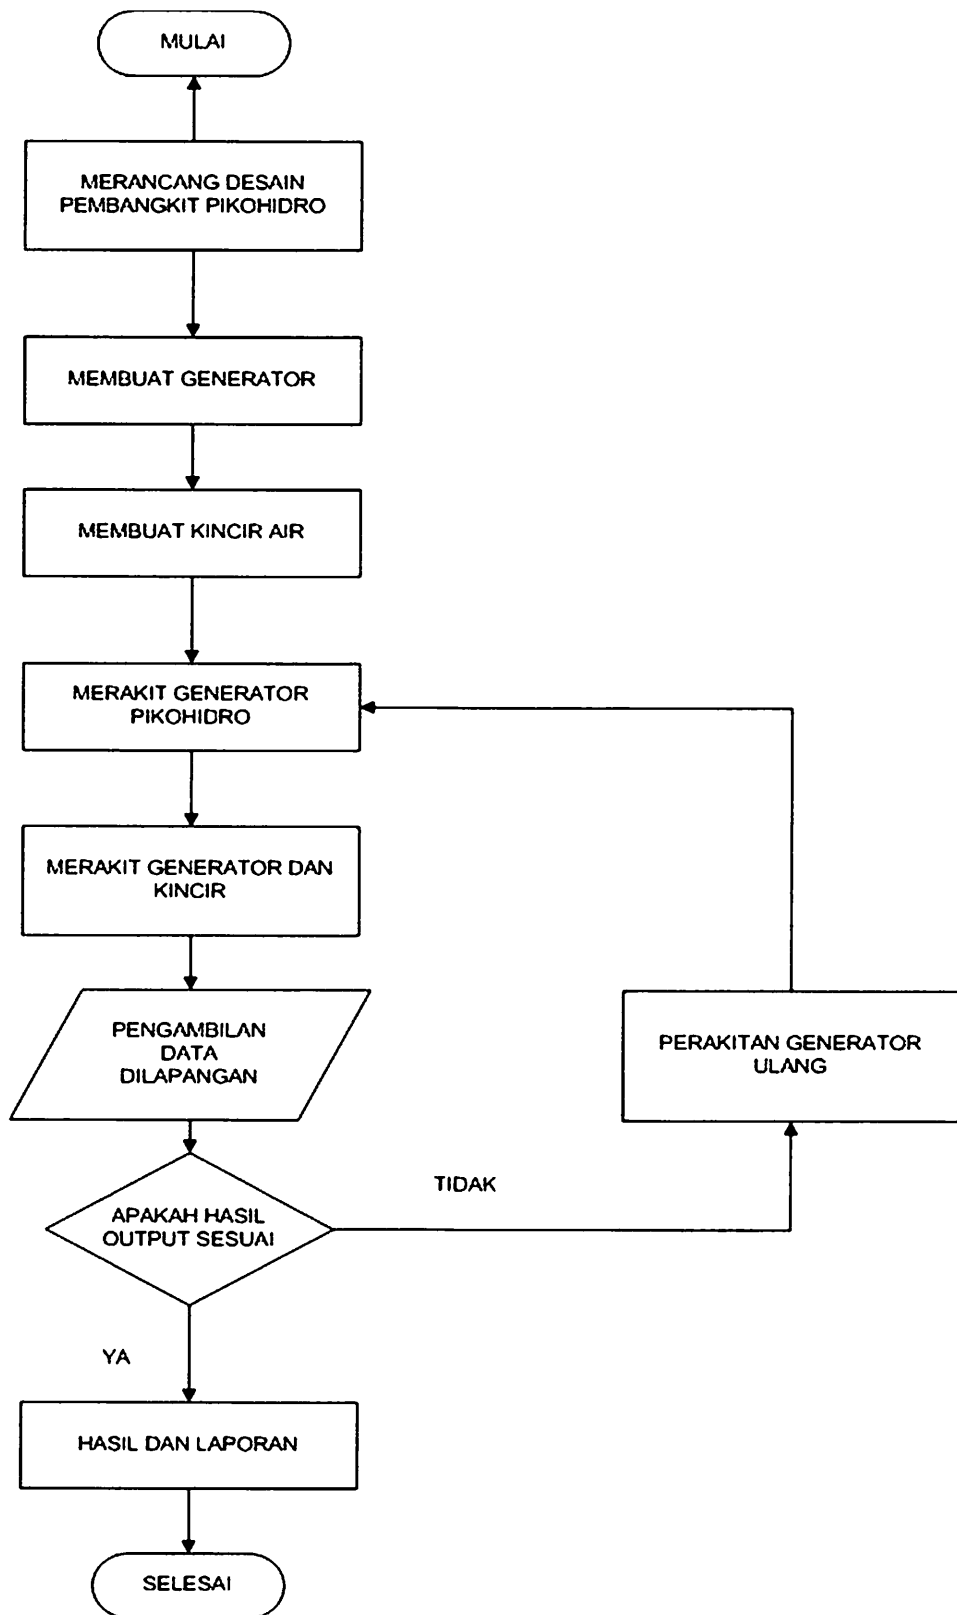 MULAI
MERANCANG DESAIN
PEMBANGKIT PIKOHIDRO
MEMBUAT GENERATOR
MEMBUAT KINCIR AIR
MERAKIT GENERATOR
PIKOHIDRO
MERAKIT GENERATOR DAN
KINCIR
PENGAMBILAN
DATA
DILAPANGAN
PERAKITAN GENERATOR
ULANG
TIDAK
APAKAH HASIL
OUTPUT SESUAI
YA
HASIL DAN LAPORAN
SELESAI